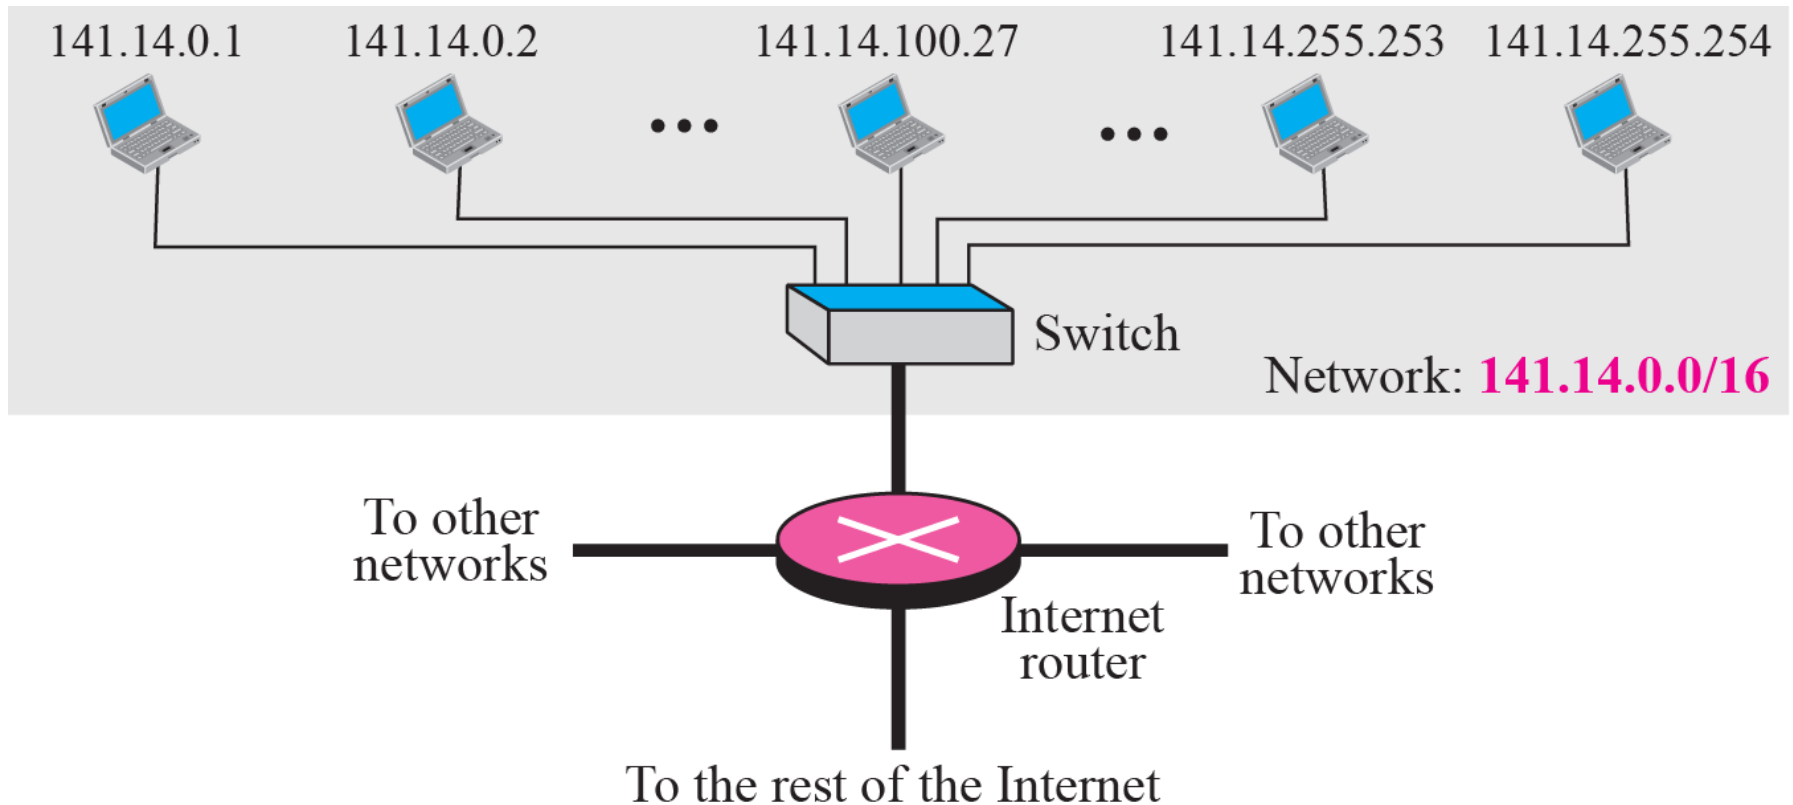 141.14.0.1 141.14.0.2 141.14.100.27 141.14.255.253 141.14.255.254
Switch
Network: 141.14.0.0/16
To other
networks
To other
networks
Internet
router
To the rest of the Internet